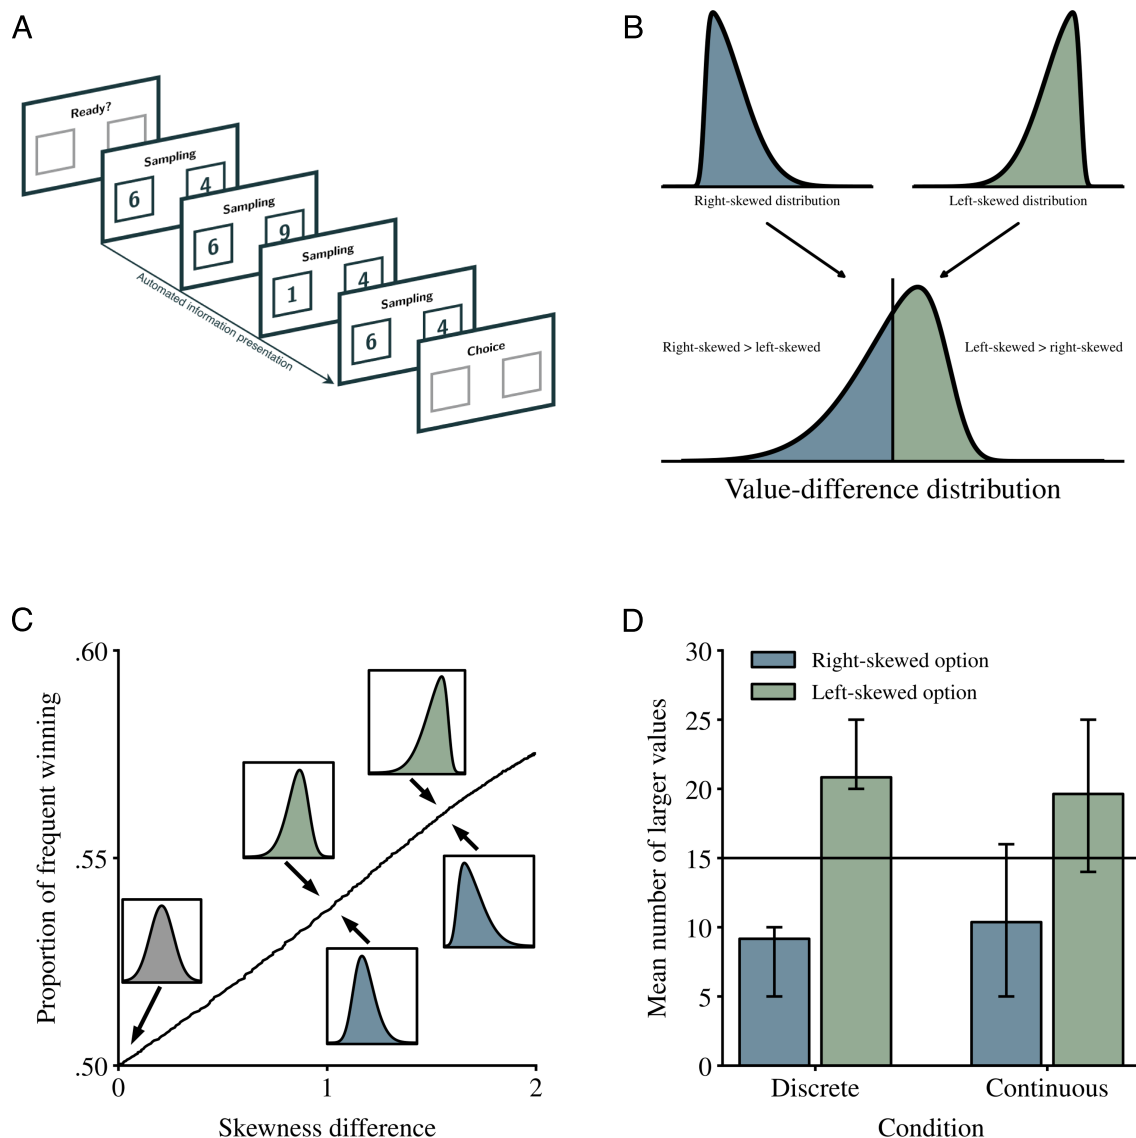 A
Ready?
Sampling
6 4
Sampling
6 9
Sampling
1 4
Sampling
6 4
Choice
Automated information presentation
B
Right-skewed distribution
Left-skewed distribution
Right-skewed > left-skewed
Left-skewed > right-skewed
Value-difference distribution
C
Proportion of frequent winning
.60
.55
.50
0 1 2
Skewness difference
D
Mean number of larger values
30
25
20
15
10
5
0
Right-skewed option
Left-skewed option
Discrete Continuous
Condition